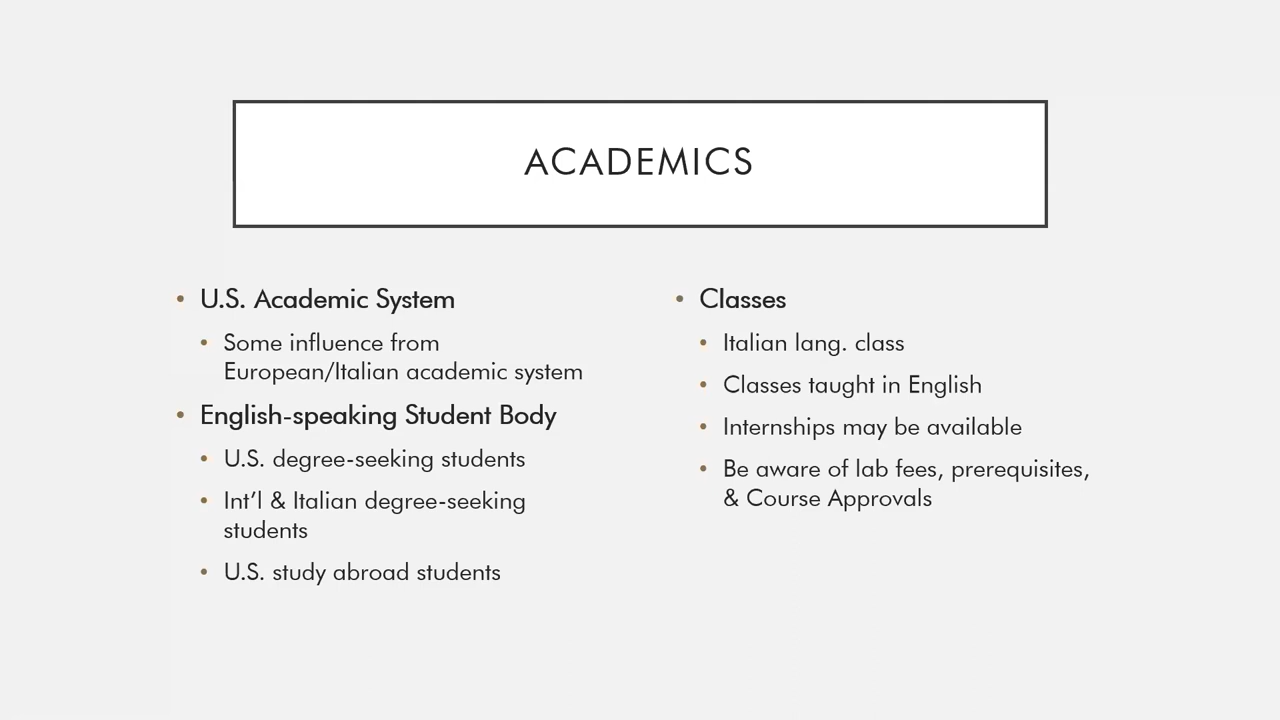 ACADEMICS
• U.S. Academic System
• Some influence from
European/Italian academic system
• English-speaking Student Body
• U.S. degree-seeking students
• Int’l & Italian degree-seeking
students
• U.S. study abroad students
• Classes
• Italian lang. class
• Classes taught in English
• Internships may be available
• Be aware of lab fees, prerequisites,
& Course Approvals